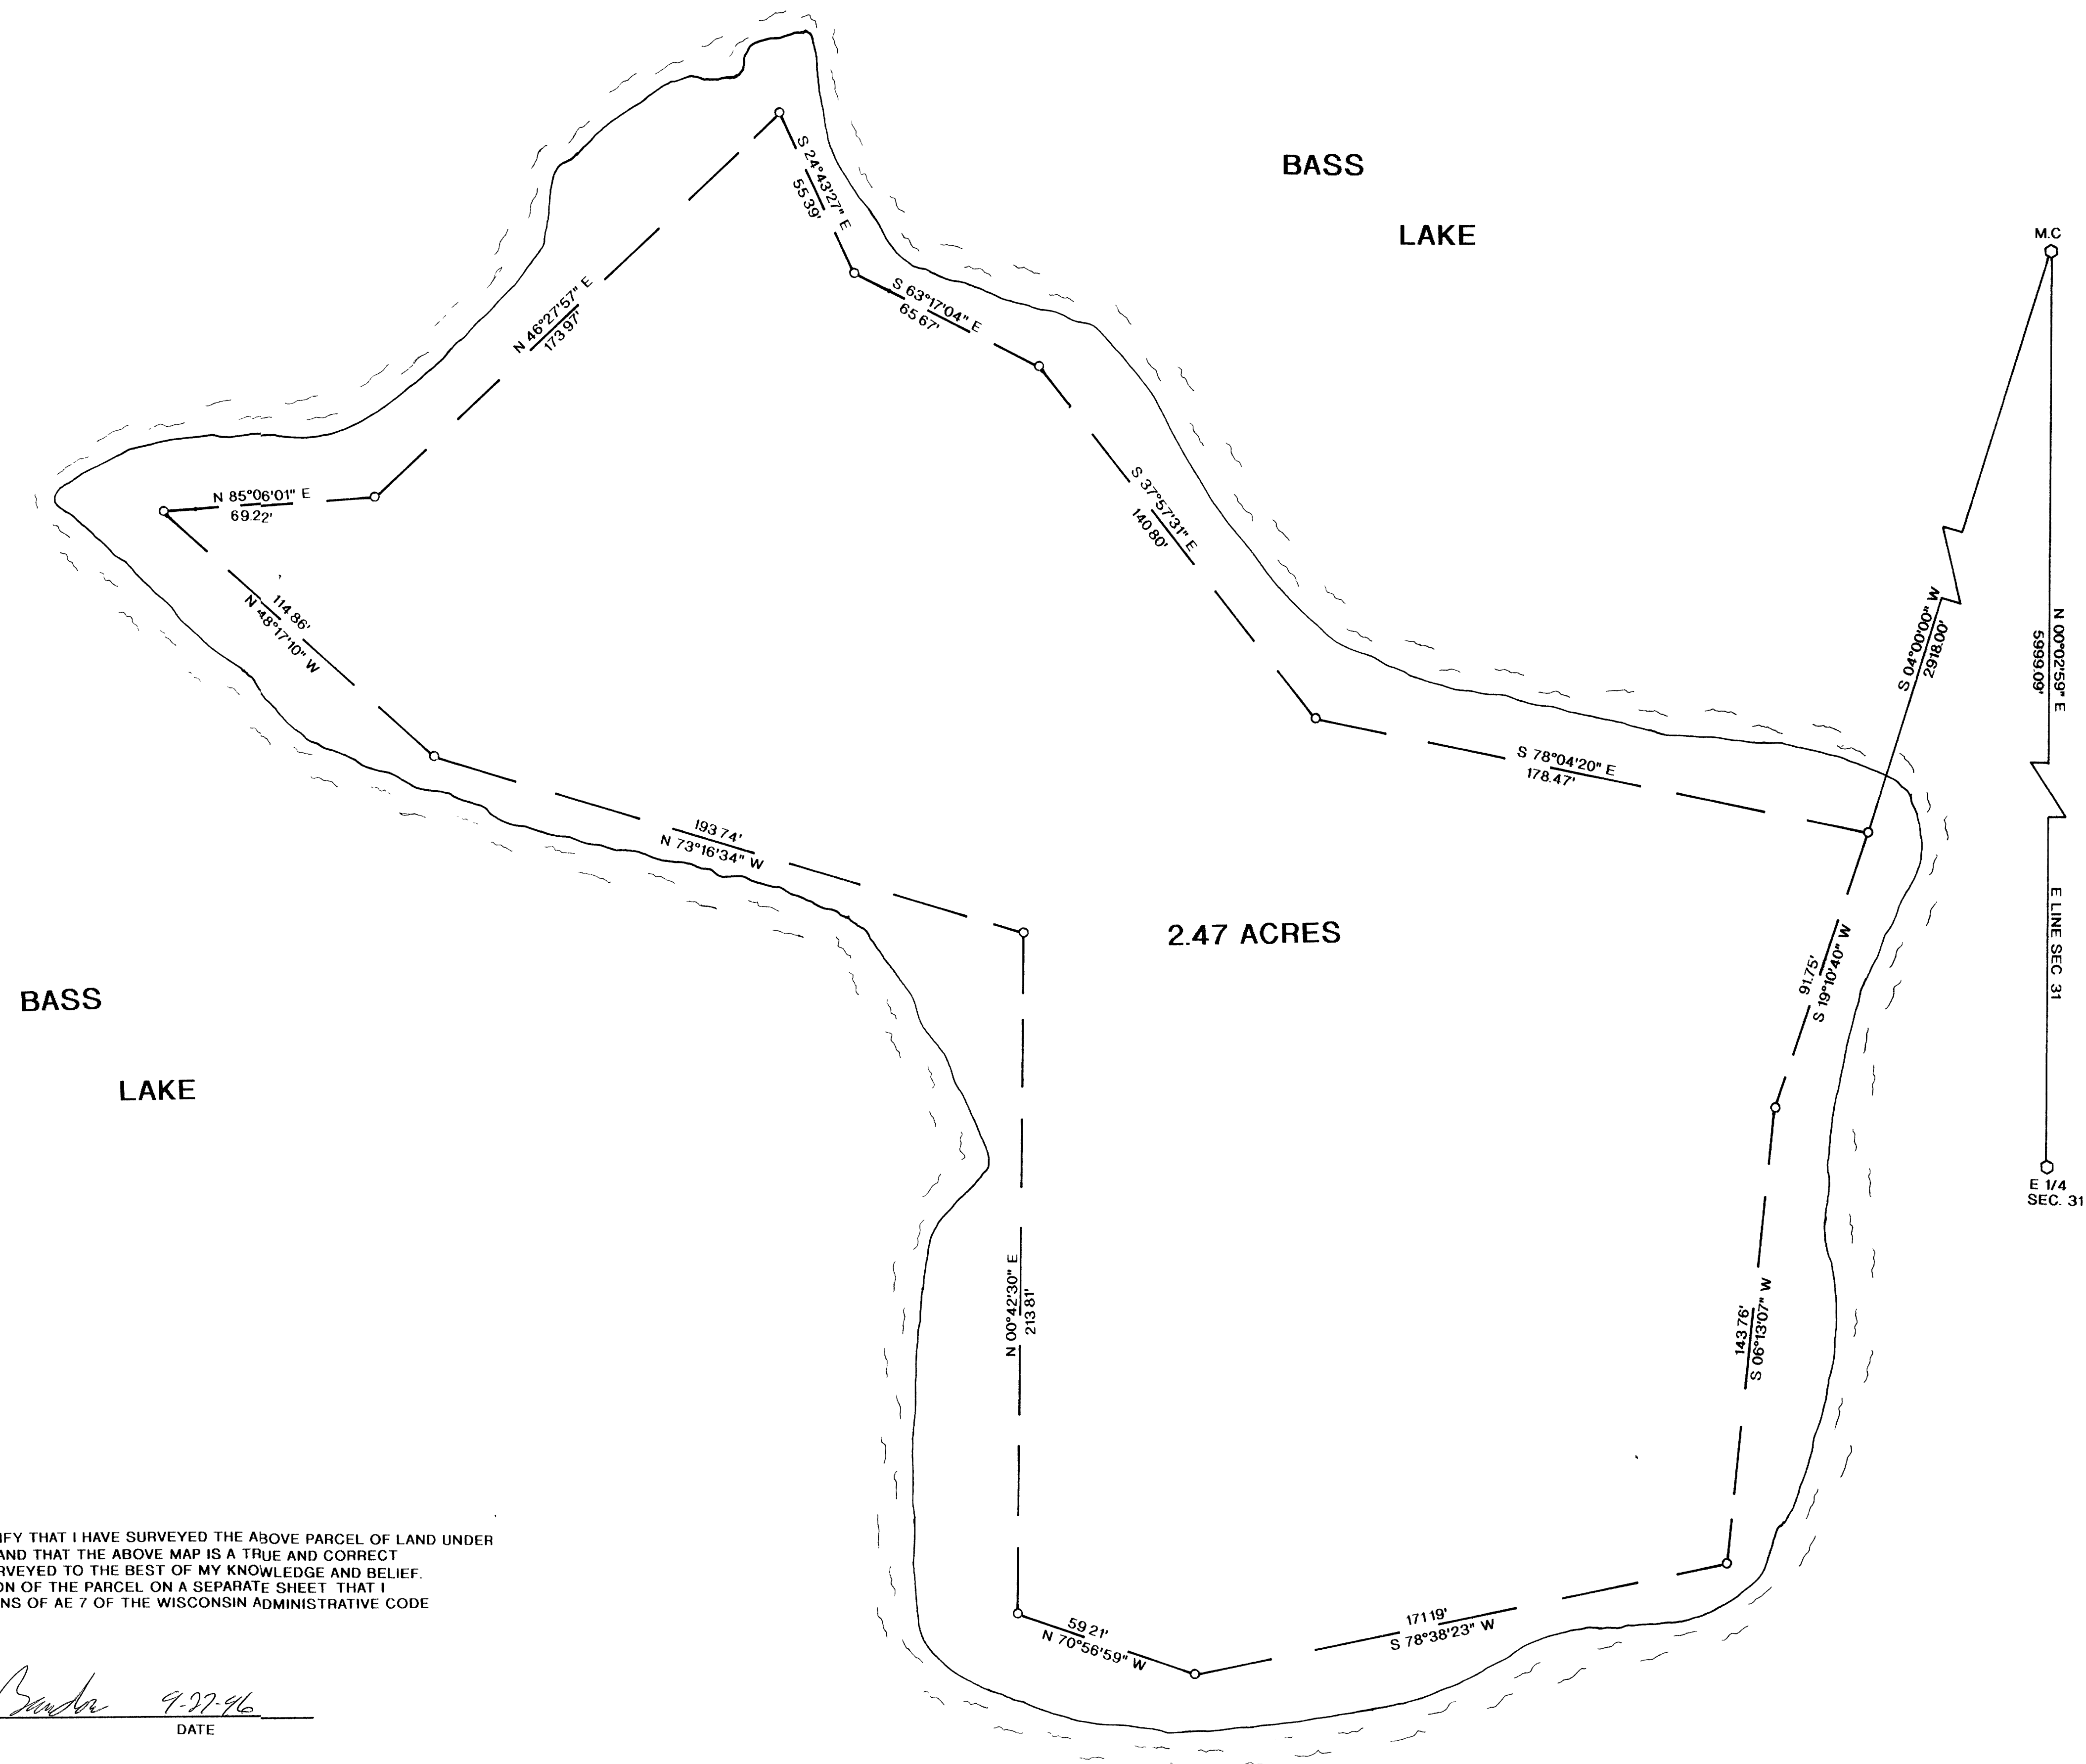 BASS
LAKE
M.C
S 24°43'27" E
55 39'
S 63°17'04" E
65 67'
N 46°27'57" E
173 97'
N 85°06'01" E
69.22'
S 37°57'31" E
140 80'
114 86'
N 48°17'10" W
S 04°00'00" W
2918.00'
N 00°02'59" E
5999.09'
S 78°04'20" E
178.47'
193 74'
N 73°16'34" W
2.47 ACRES
91.75'
S 19°10'40" W
E LINE SEC 31
BASS
LAKE
E 1/4
SEC. 31
N 00°42'30" E
213 81'
143 76'
S 06°13'07" W
59 21'
N 70°56'59" W
171 19'
S 78°38'23" W
IFY THAT I HAVE SURVEYED THE ABOVE PARCEL OF LAND UNDER
AND THAT THE ABOVE MAP IS A TRUE AND CORRECT
RVEYED TO THE BEST OF MY KNOWLEDGE AND BELIEF.
ON OF THE PARCEL ON A SEPARATE SHEET THAT I
NS OF AE 7 OF THE WISCONSIN ADMINISTRATIVE CODE
9-27-96
DATE